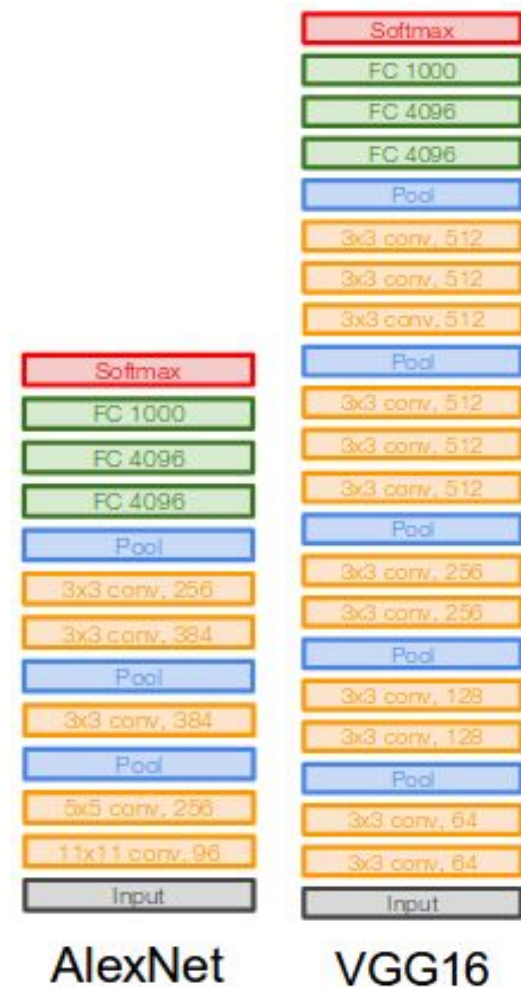 Softmax
FC 1000
FC 4096
FC 4096
Pool
3x3 conv, 256
3x3 conv, 384
Pool
3x3 conv, 384
Pool
5x5 conv, 256
11x11 conv, 96
Input
AlexNet
Softmax
FC 1000
FC 4096
FC 4096
Pool
3x3 conv, 512
3x3 conv, 512
3x3 conv, 512
Pool
3x3 conv, 512
3x3 conv, 512
3x3 conv, 512
Pool
3x3 conv, 256
3x3 conv, 256
Pool
3x3 conv, 128
3x3 conv, 128
Pool
3x3 conv, 64
3x3 conv, 64
Input
VGG16